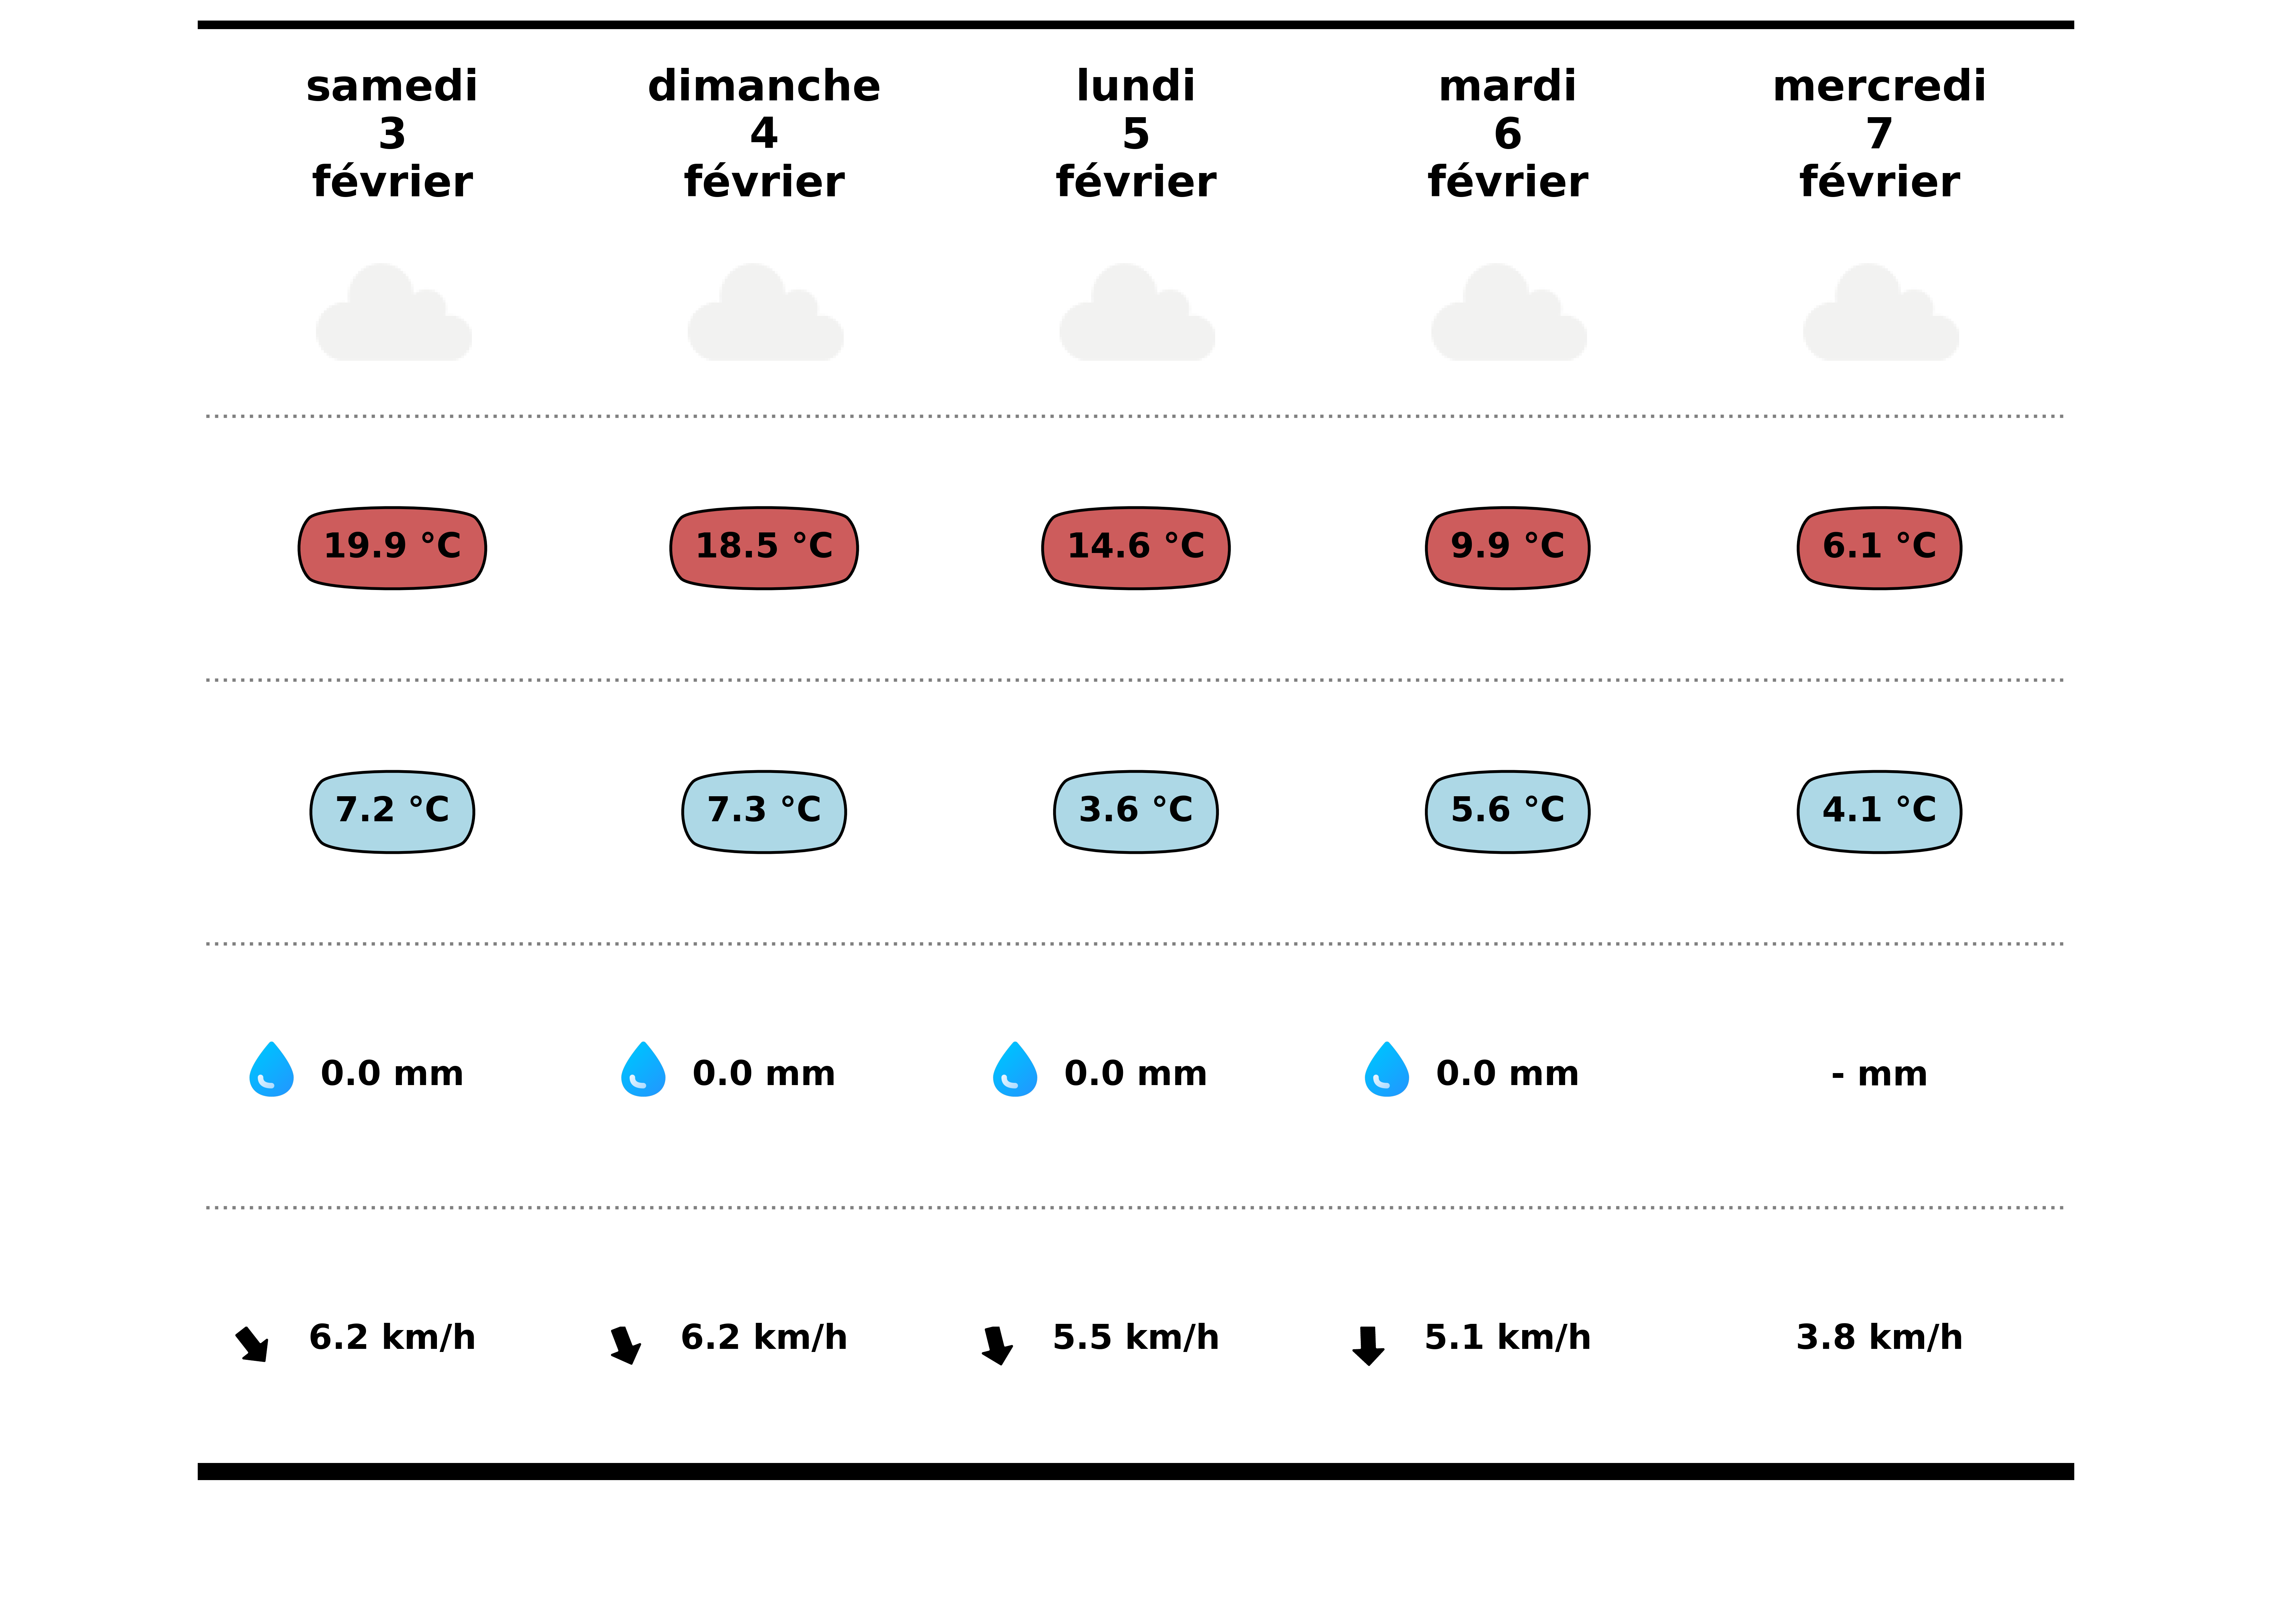 samedi dimanche lundi mardi mercredi
3 4 5 6 7
février février février février février
19.9 °C 18.5 °C 14.6 °C 9.9 °C 6.1 °C
7.2 °C 7.3 °C 3.6 °C 5.6 °C 4.1 °C
0.0 mm 0.0 mm 0.0 mm 0.0 mm - mm
6.2 km/h 6.2 km/h 5.5 km/h 5.1 km/h 3.8 km/h